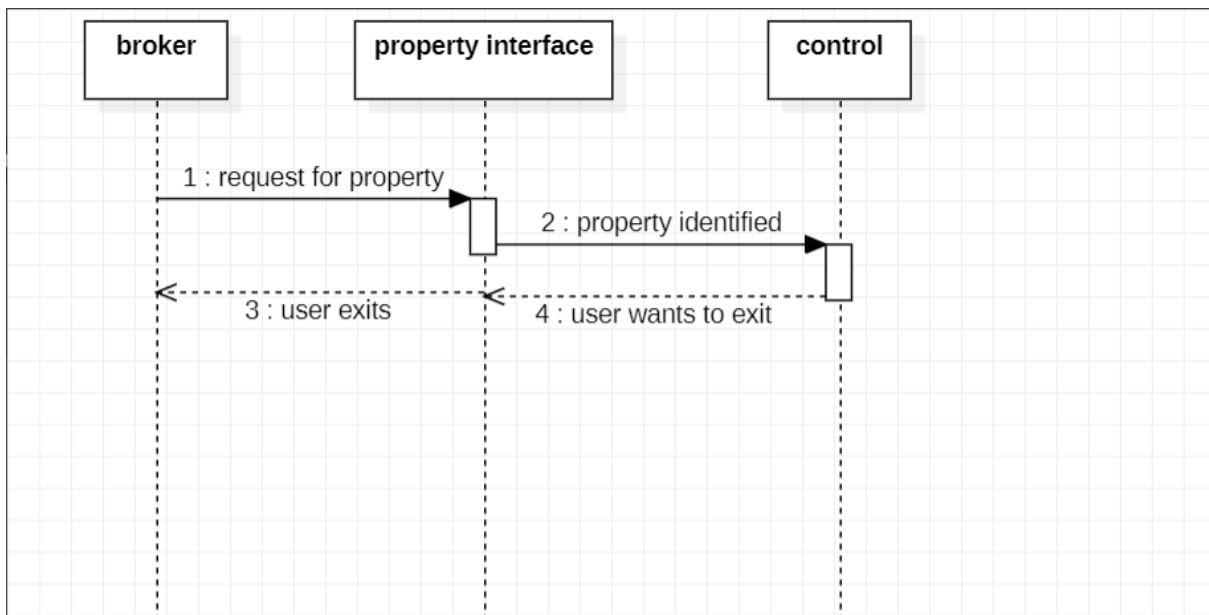 broker
property interface
control
1 : request for property
2 : property identified
3 : user exits
4 : user wants to exit